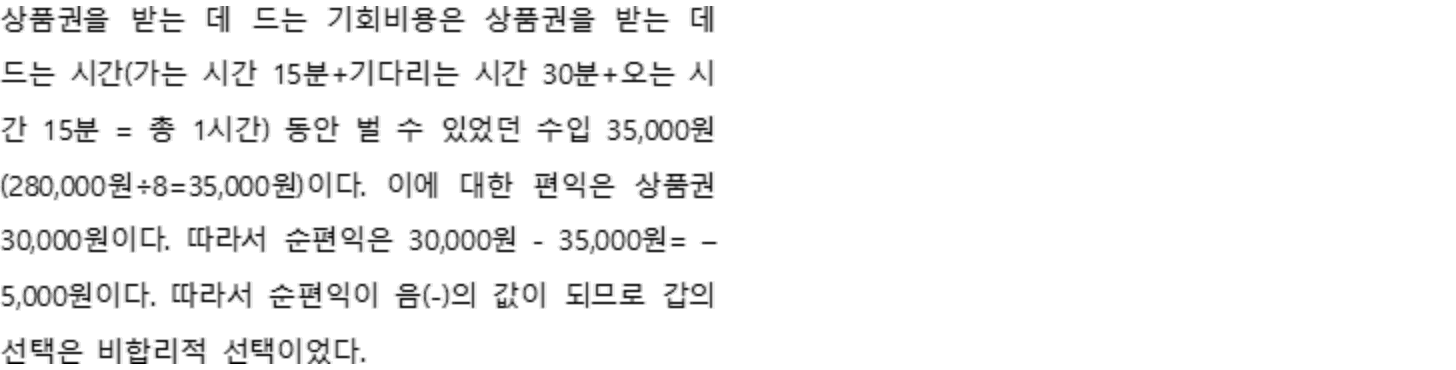 상품권을 받는 데 드는 기회비용은 상품권을 받는 데
드는 시간(가는 시간 15분+기다리는 시간 30분+오는 시
간 15분 = 총 1시간) 동안 벌 수 있었던 수입 35,000원
(280,000원÷8=35,000원)이다. 이에 대한 편익은 상품권
30,000원이다. 따라서 순편익은 30,000원 - 35,000원= –
5,000원이다. 따라서 순편익이 음(-)의 값이 되므로 갑의
선택은 비합리적 선택이었다.